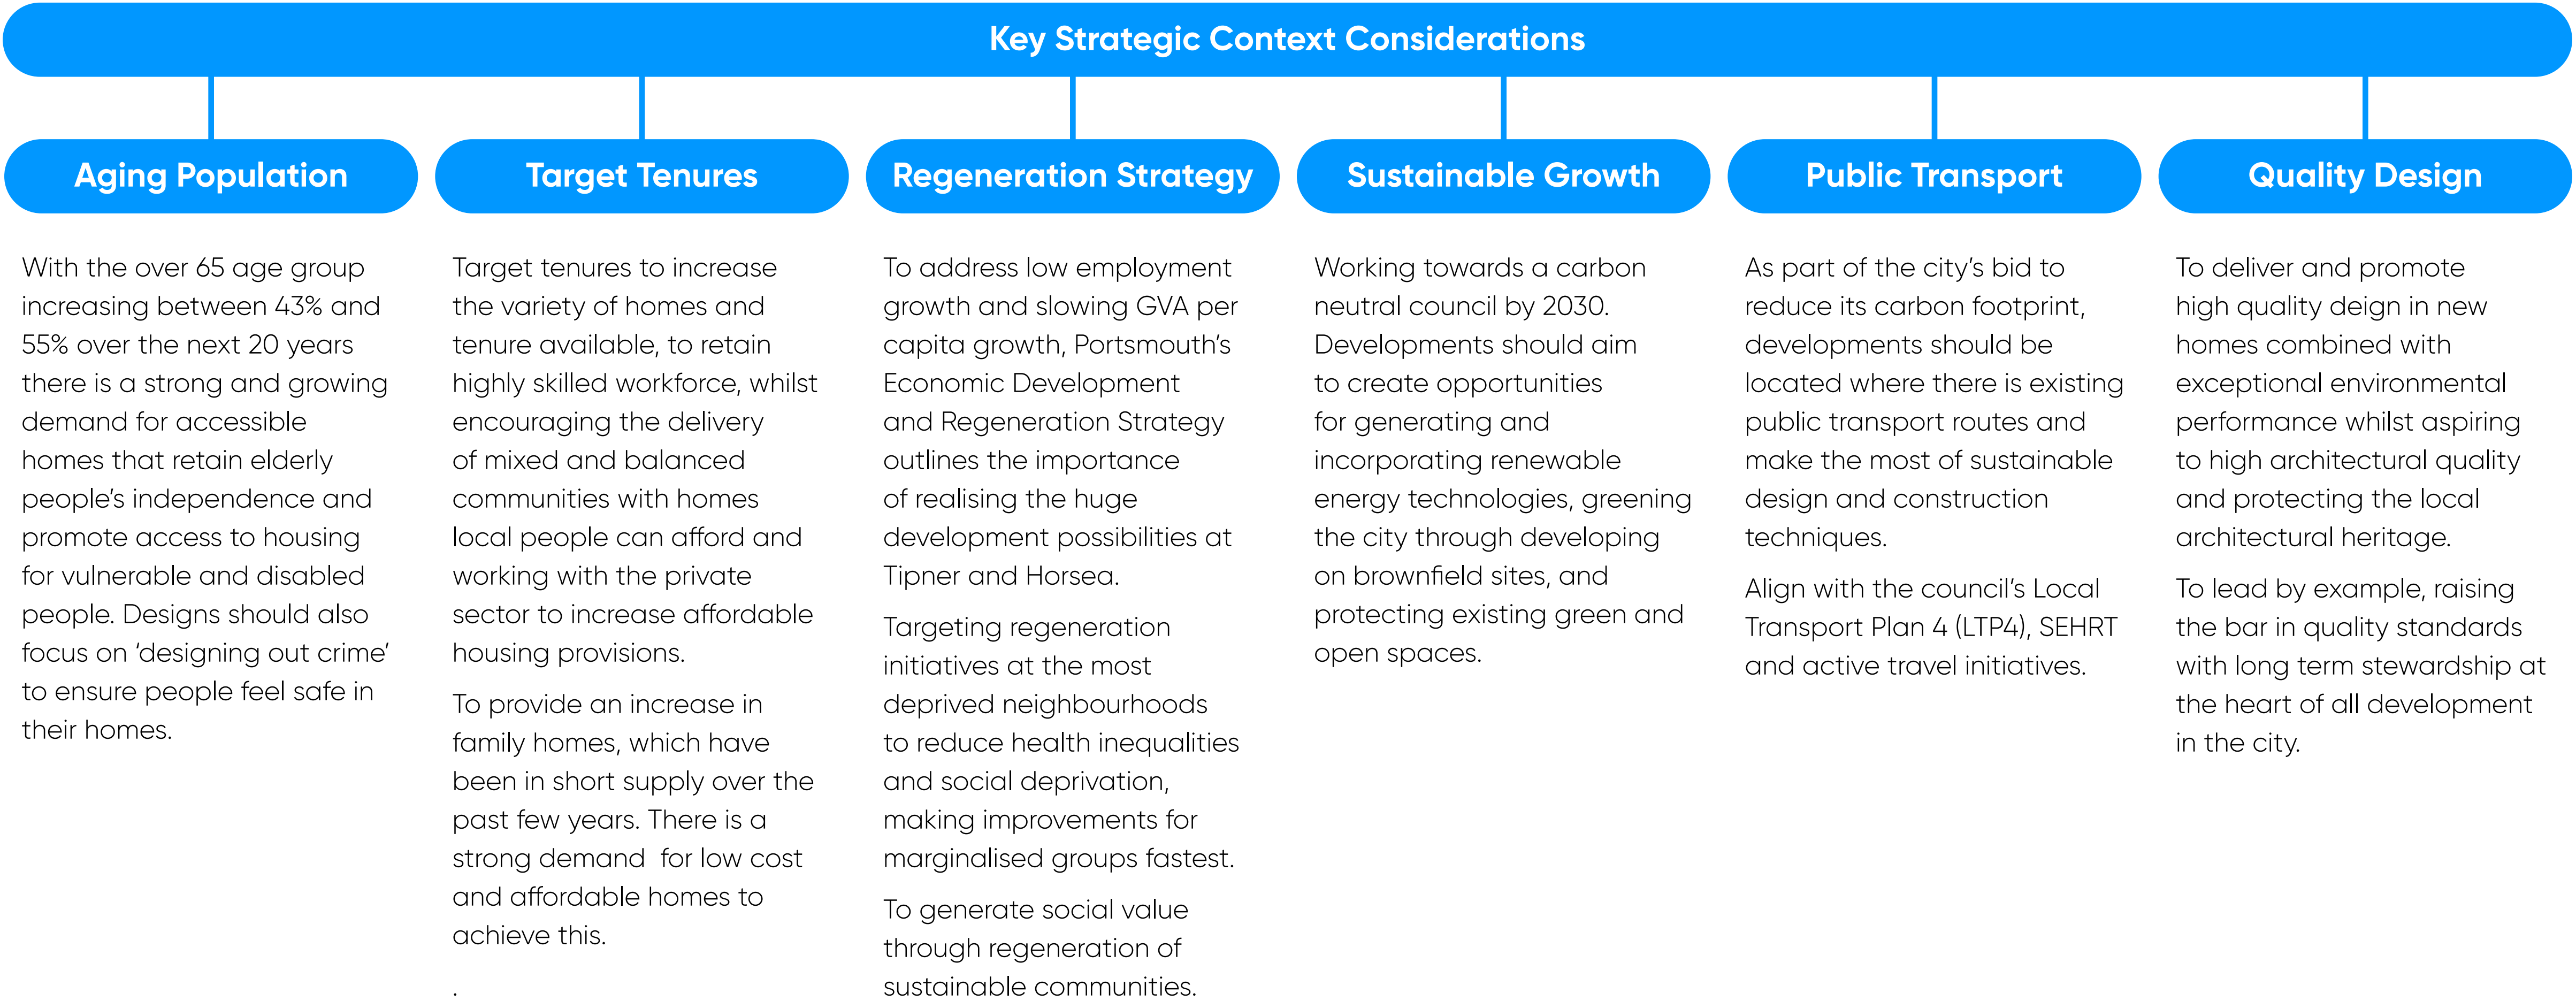 Key Strategic Context Considerations
Aging Population
With the over 65 age group
increasing between 43% and
55% over the next 20 years
there is a strong and growing
demand for accessible
homes that retain elderly
people's independence and
promote access to housing
for vulnerable and disabled
people. Designs should also
focus on 'designing out crime'
to ensure people feel safe in
their homes.
Target Tenures
Target tenures to increase
the variety of homes and
tenure available, to retain
highly skilled workforce, whilst
encouraging the delivery
of mixed and balanced
communities with homes
local people can afford and
working with the private
sector to increase affordable
housing provisions.
To provide an increase in
family homes, which have
been in short supply over the
past few years. There is a
strong demand  for low cost
and affordable homes to
achieve this.
.
Regeneration Strategy
To address low employment
growth and slowing GVA per
capita growth, Portsmouth's
Economic Development
and Regeneration Strategy
outlines the importance
of realising the huge
development possibilities at
Tipner and Horsea.
Targeting regeneration
initiatives at the most
deprived neighbourhoods
to reduce health inequalities
and social deprivation,
making improvements for
marginalised groups fastest.
To generate social value
through regeneration of
sustainable communities.
Sustainable Growth
Working towards a carbon
neutral council by 2030.
Developments should aim
to create opportunities
for generating and
incorporating renewable
energy technologies, greening
the city through developing
on brownfield sites, and
protecting existing green and
open spaces.
Public Transport
As part of the city's bid to
reduce its carbon footprint,
developments should be
located where there is existing
public transport routes and
make the most of sustainable
design and construction
techniques.
Align with the council's Local
Transport Plan 4 (LTP4), SEHRT
and active travel initiatives.
Quality Design
To deliver and promote
high quality deign in new
homes combined with
exceptional environmental
performance whilst aspiring
to high architectural quality
and protecting the local
architectural heritage.
To lead by example, raising
the bar in quality standards
with long term stewardship at
the heart of all development
in the city.